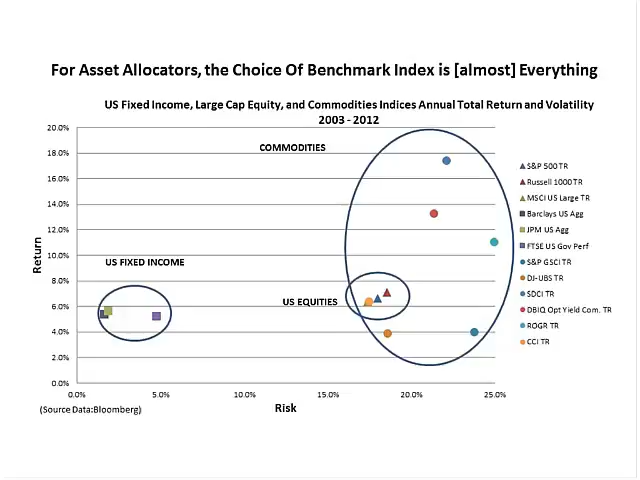 For Asset Allocators, the Choice Of Benchmark Index is [almost] Everything
US Fixed Income, Large Cap Equity, and Commodities Indices Annual Total Return and Volatility
2003 - 2012
20.0%
18.0%
16.0%
14.0%
12.0%
10.0%
8.0%
6.0%
4.0%
2.0%
0.0%
Return
COMMODITIES
US FIXED INCOME
US EQUITIES
S&P 500 TR
Russell 1000 TR
MSCI US Large TR
Barclays US Agg
JPM US Agg
FTSE US Gov Perf
S&P GSCI TR
DJ-UBS TR
SDCI TR
DBIQ Opt Yield Com. TR
ROGR TR
CCI TR
0.0% 5.0% 10.0% 15.0% 20.0% 25.0%
Risk
(Source Data:Bloomberg)